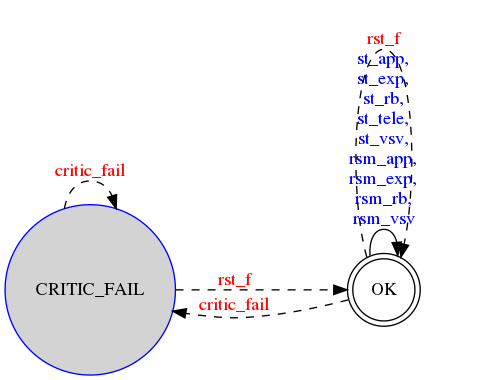 rst_f
st_app,
st_exp,
st_rb,
st_tele,
st_vsv,
rsm_app,
rsm_exp,
rsm_rb,
rsm_vsv
critic_fail
CRITIC_FAIL
rst_f
critic_fail
OK